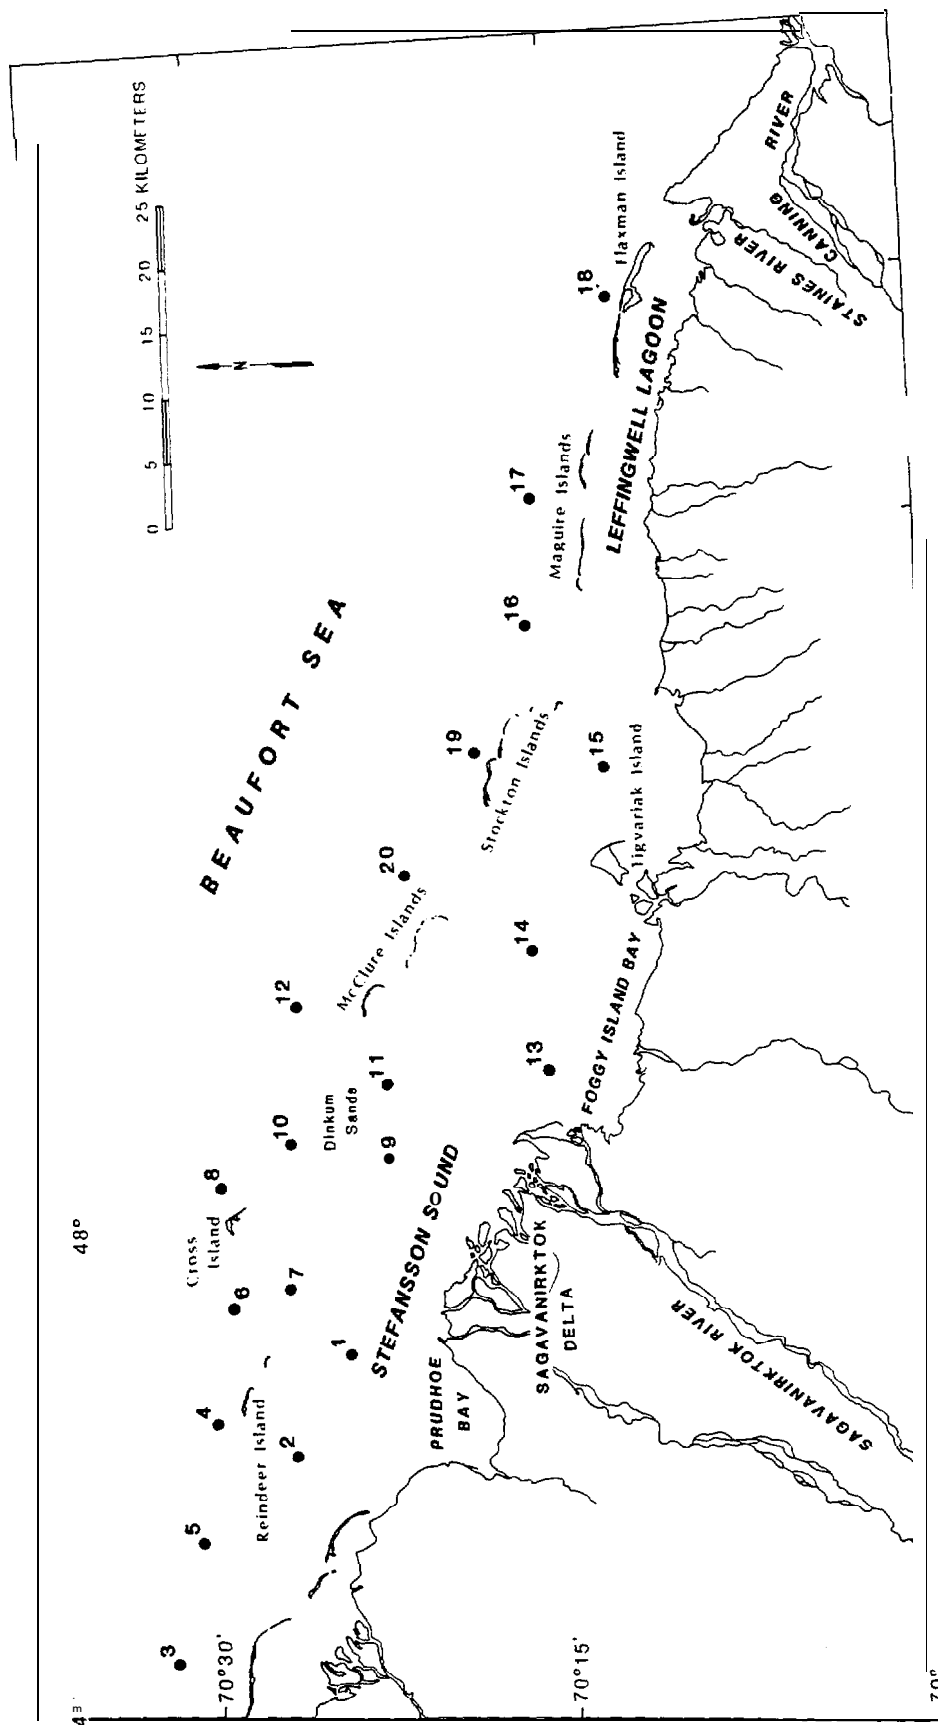 0 5 10 15 20 25 KILOMETERS
N
48°
70°30'
70°15'
BEAUFORT SEA
3
5
4
2
Reindeer Island
6
7
1
Cross
Island
8
10
Dinkum
Sands
9
11
12
McClure Islands
20
19
Stockton Islands
16
17
Maguire Islands
18
Flaxman Island
LEFFINGWELL LAGOON
15
Tigvariak Island
14
13
FOGGY ISLAND BAY
STEFANSSON SOUND
PRUDHOE
BAY
SAGAVANIRKTOK
DELTA
SAGAVANIRKTOK RIVER
STAINES RIVER
CANNING
RIVER